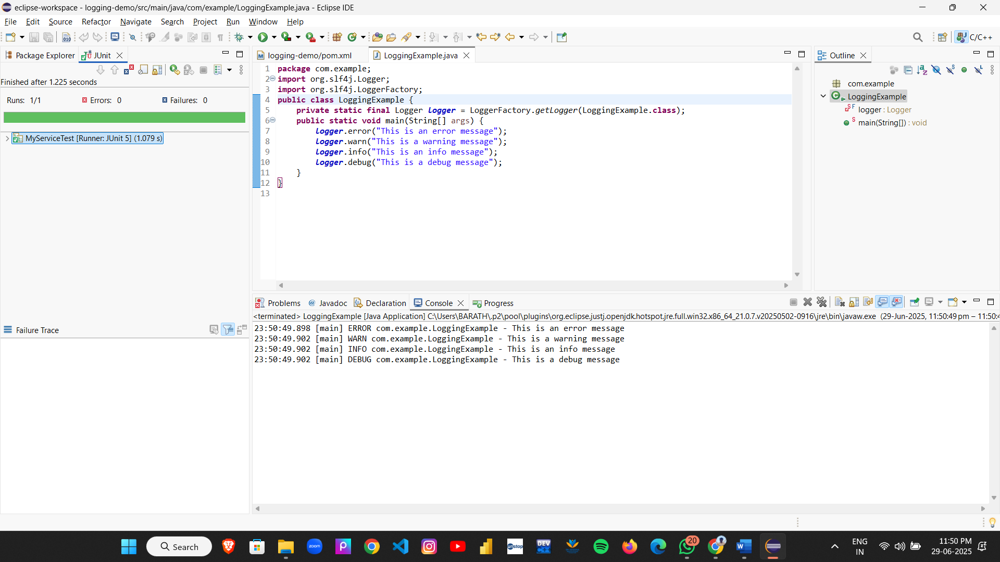 eclipse-workspace - logging-demo/src/main/java/com/example/LoggingExample.java - Eclipse IDE
File Edit Source Refactor Navigate Search Project Run Window Help
C/C++
Package Explorer JUnit
Finished after 1.225 seconds
Runs: 1/1 Errors: 0 Failures: 0
MyServiceTest [Runner: JUnit 5] (1.079 s)
Failure Trace
logging-demo/pom.xml LoggingExample.java
1 package com.example;
2 import org.slf4j.Logger;
3 import org.slf4j.LoggerFactory;
4 public class LoggingExample {
5     private static final Logger logger = LoggerFactory.getLogger(LoggingExample.class);
6     public static void main(String[] args) {
7         logger.error("This is an error message");
8         logger.warn("This is a warning message");
9         logger.info("This is an info message");
10         logger.debug("This is a debug message");
11     }
12 }
13
Outline
com.example
LoggingExample
logger : Logger
main(String[]) : void
Problems Javadoc Declaration Console Progress
<terminated> LoggingExample [Java Application] C:\Users\BARATH\.p2\pool\plugins\org.eclipse.justj.openjdk.hotspot.jre.full.win32.x86_64_21.0.7.v20250502-0916\jre\bin\javaw.exe (29-Jun-2025, 11:50:49 pm – 11:50:4
23:50:49.898 [main] ERROR com.example.LoggingExample - This is an error message
23:50:49.902 [main] WARN com.example.LoggingExample - This is a warning message
23:50:49.902 [main] INFO com.example.LoggingExample - This is an info message
23:50:49.902 [main] DEBUG com.example.LoggingExample - This is a debug message
Search
zoom
unstop
DEV
20
ENG
IN
11:50 PM
29-06-2025